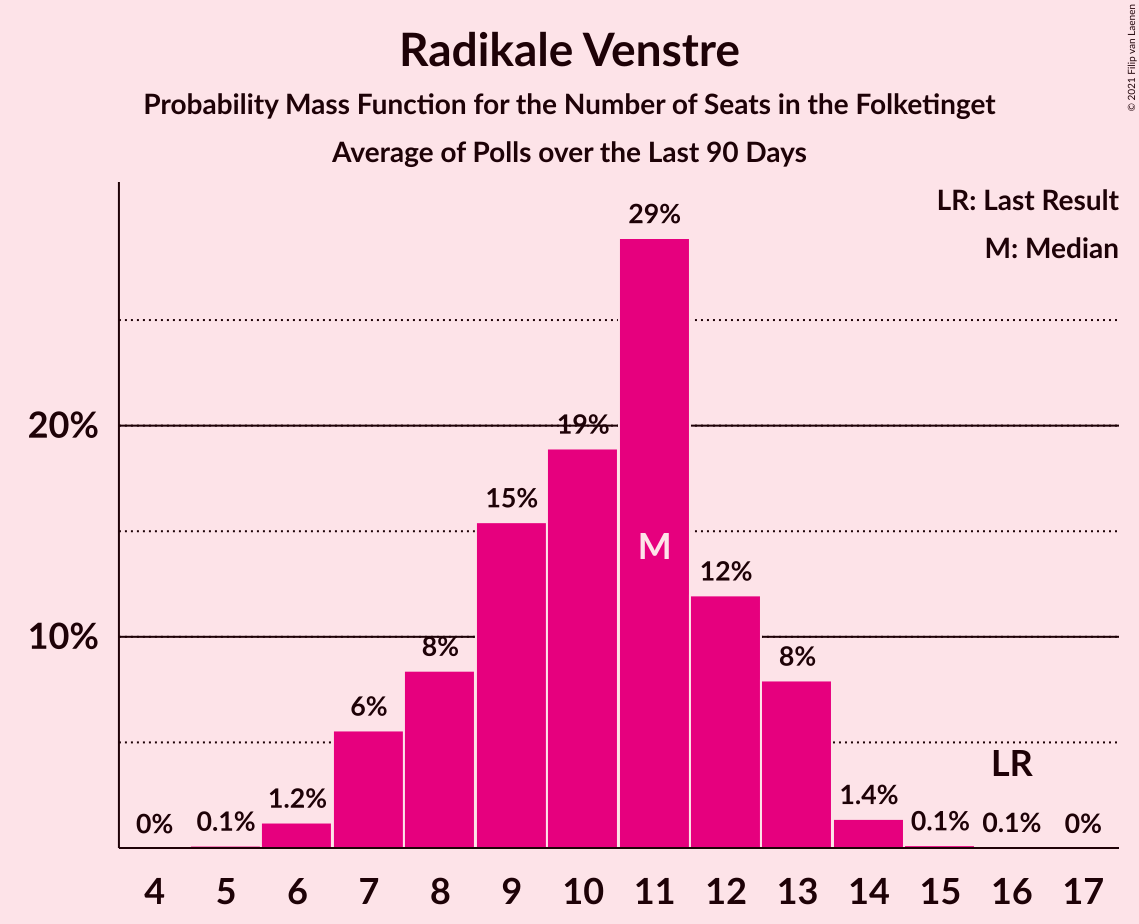 Radikale Venstre
Probability Mass Function for the Number of Seats in the Folketinget
Average of Polls over the Last 90 Days
© 2021 Filip van Laenen
LR: Last Result
M: Median
29%
20%
19%
15%
M
12%
10%
8%
8%
6%
LR
1.4%
1.2%
0%
0.1%
0.1%
0.1%
0%
4 5 6 7 8 9 10 11 12 13 14 15 16 17